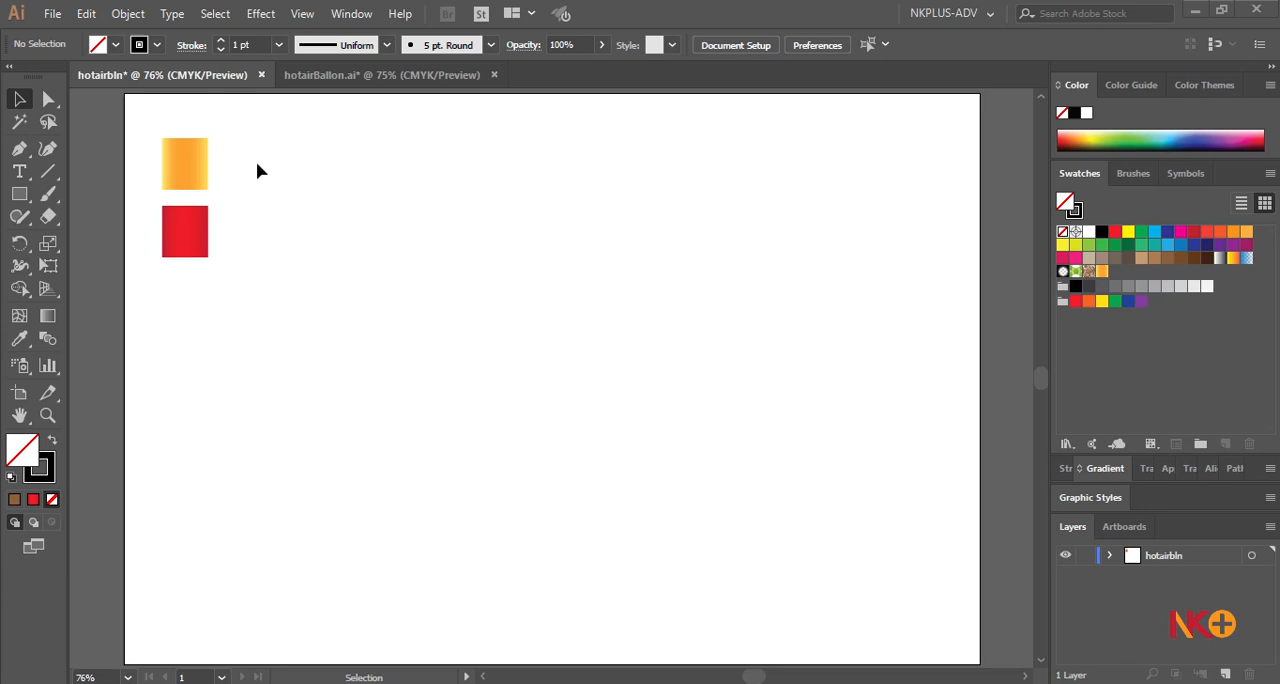 Ai File Edit Object Type Select Effect View Window Help Br St NKPLUS-ADV Search Adobe Stock
No Selection Stroke: 1 pt Uniform 5 pt. Round Opacity: 100% Style: Document Setup Preferences
hotairbln* @ 76% (CMYK/Preview) hotairBallon.ai* @ 75% (CMYK/Preview)
Color Color Guide Color Themes
Swatches Brushes Symbols
Str Gradient Tra Ap Tra Ali Patl
Graphic Styles
Layers Artboards
hotairbln
NK+
76% 1 Selection 1 Layer